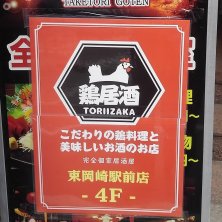 TAKETORI GOTEN
鶏居酒
TORIIZAKA
こだわりの鶏料理と
美味しいお酒のお店
完全個室居酒屋
東岡崎駅前店
- 4F -